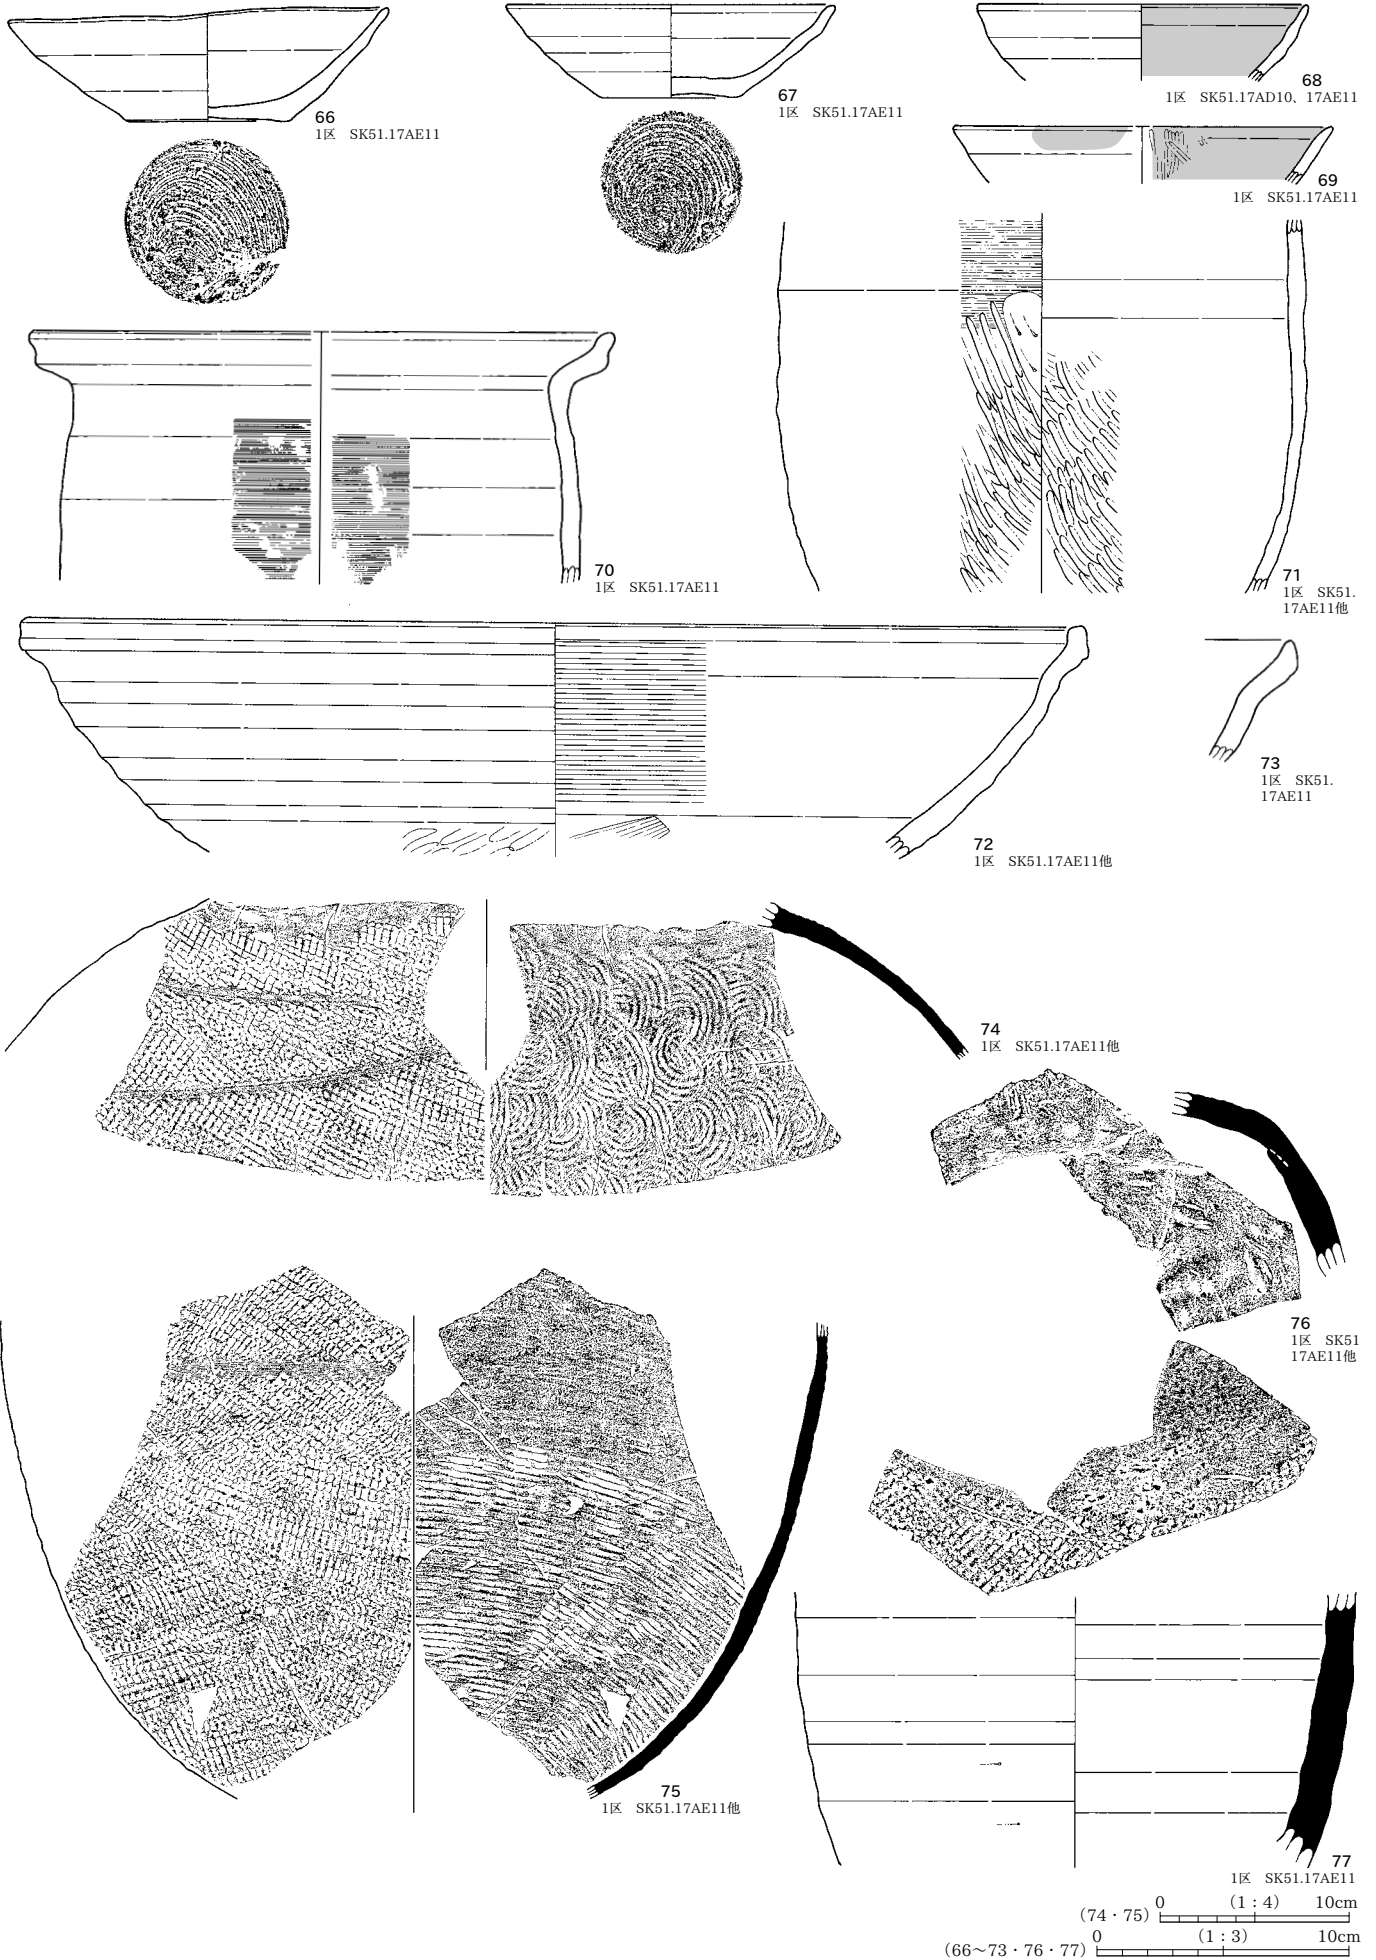 66
1区　SK51.17AE11
67
1区　SK51.17AE11
68
1区　SK51.17AD10、17AE11
69
1区　SK51.17AE11
70
1区　SK51.17AE11
71
1区　SK51.
17AE11他
72
1区　SK51.17AE11他
73
1区　SK51.
17AE11
74
1区　SK51.17AE11他
75
1区　SK51.17AE11他
76
1区　SK51
17AE11他
77
1区　SK51.17AE11
（74・75） 0 （1：4） 10cm
（66～73・76・77） 0 （1：3） 10cm